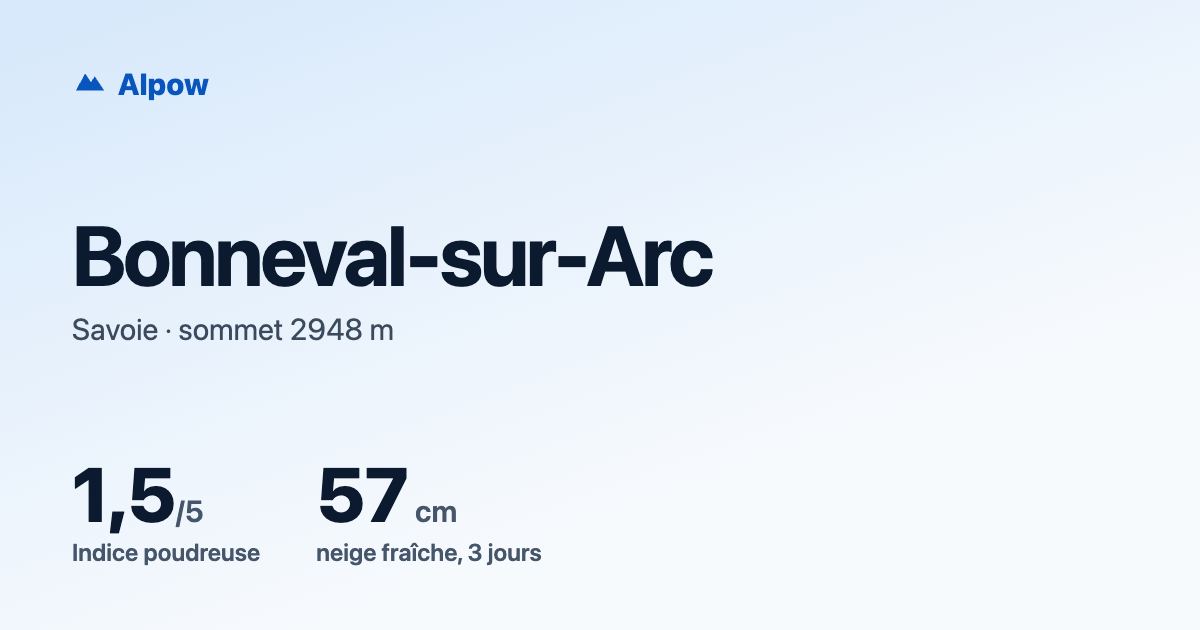 Alpow
Bonneval-sur-Arc
Savoie · sommet 2948 m
1,5/5
Indice poudreuse
57 cm
neige fraîche, 3 jours